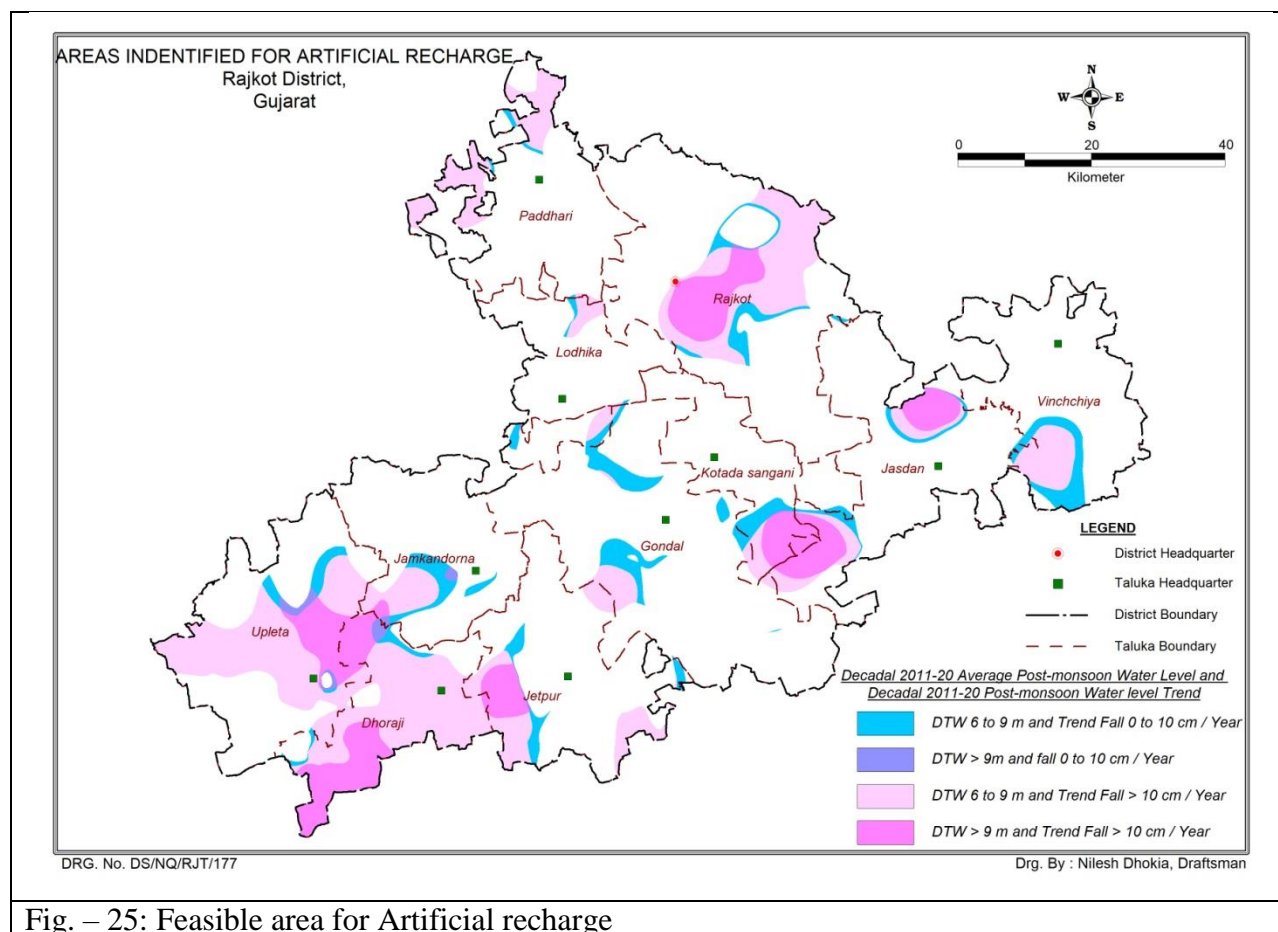 AREAS INDENTIFIED FOR ARTIFICIAL RECHARGE
Rajkot District,
Gujarat
N
W E
S
0 20 40
Kilometer
Paddhari
Rajkot
Lodhika
Vinchchiya
Kotada sangani
Jasdan
Gondal
Jamkandorna
Upleta
Jetpur
Dhoraji
LEGEND
District Headquarter
Taluka Headquarter
District Boundary
Taluka Boundary
Decadal 2011-20 Average Post-monsoon Water Level and
Decadal 2011-20 Post-monsoon Water level Trend
DTW 6 to 9 m and Trend Fall 0 to 10 cm / Year
DTW > 9m and fall 0 to 10 cm / Year
DTW 6 to 9 m and Trend Fall > 10 cm / Year
DTW > 9 m and Trend Fall > 10 cm / Year
DRG. No. DS/NQ/RJT/177
Drg. By : Nilesh Dhokia, Draftsman
Fig. – 25: Feasible area for Artificial recharge